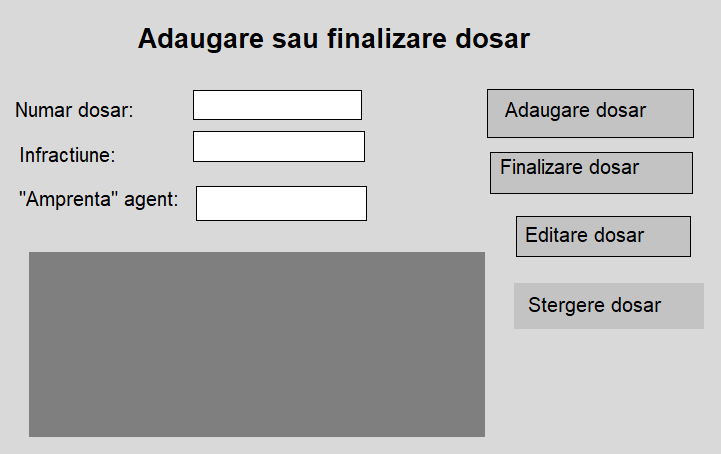 Adaugare sau finalizare dosar
Numar dosar:
Adaugare dosar
Infractiune:
Finalizare dosar
"Amprenta" agent:
Editare dosar
Stergere dosar